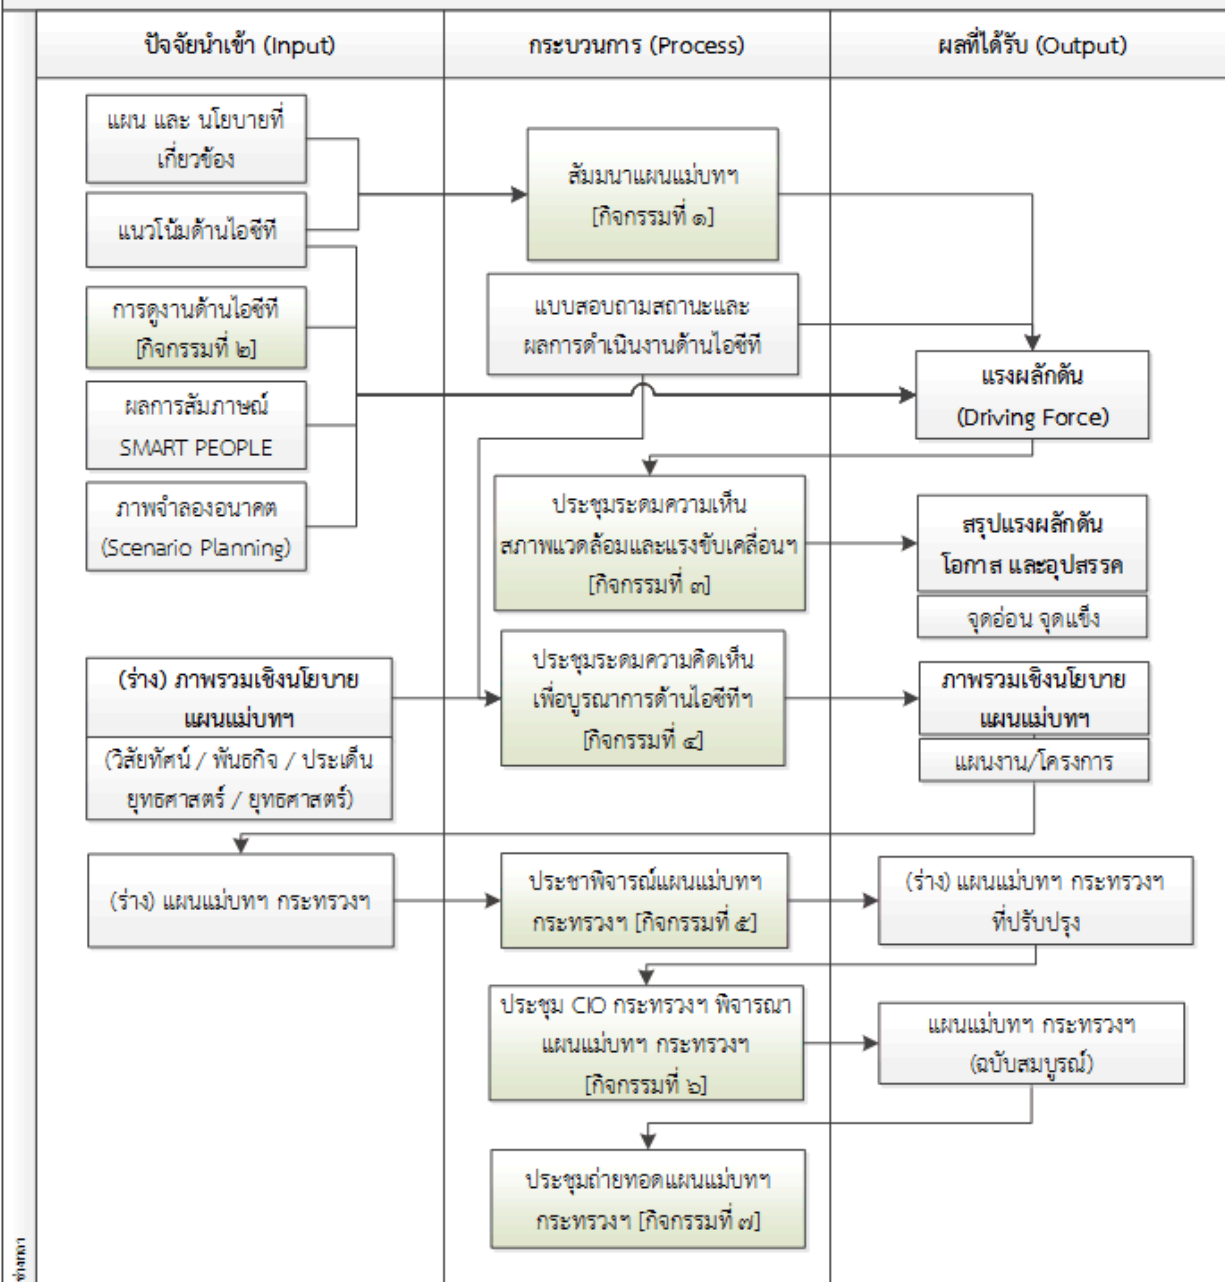 ปัจจัยนำเข้า (Input)
กระบวนการ (Process)
ผลที่ได้รับ (Output)
แผน และ นโยบายที่
เกี่ยวข้อง
แนวโน้มด้านไอซีที
การดูงานด้านไอซีที
[กิจกรรมที่ ๒]
ผลการสัมภาษณ์
SMART PEOPLE
ภาพจำลองอนาคต
(Scenario Planning)
สัมมนาแผนแม่บทฯ
[กิจกรรมที่ ๑]
แบบสอบถามสถานะและ
ผลการดำเนินงานด้านไอซีที
แรงผลักดัน
(Driving Force)
ประชุมระดมความเห็น
สภาพแวดล้อมและแรงขับเคลื่อนฯ
[กิจกรรมที่ ๓]
สรุปแรงผลักดัน
โอกาส และอุปสรรค
จุดอ่อน จุดแข็ง
(ร่าง) ภาพรวมเชิงนโยบาย
แผนแม่บทฯ
(วิสัยทัศน์ / พันธกิจ / ประเด็น
ยุทธศาสตร์ / ยุทธศาสตร์)
ประชุมระดมความคิดเห็น
เพื่อบูรณาการด้านไอซีทีฯ
[กิจกรรมที่ ๔]
ภาพรวมเชิงนโยบาย
แผนแม่บทฯ
แผนงาน/โครงการ
(ร่าง) แผนแม่บทฯ กระทรวงฯ
ประชาพิจารณ์แผนแม่บทฯ
กระทรวงฯ [กิจกรรมที่ ๕]
(ร่าง) แผนแม่บทฯ กระทรวงฯ
ที่ปรับปรุง
ประชุม CIO กระทรวงฯ พิจารณา
แผนแม่บทฯ กระทรวงฯ
[กิจกรรมที่ ๖]
แผนแม่บทฯ กระทรวงฯ
(ฉบับสมบูรณ์)
ประชุมถ่ายทอดแผนแม่บทฯ
กระทรวงฯ [กิจกรรมที่ ๗]